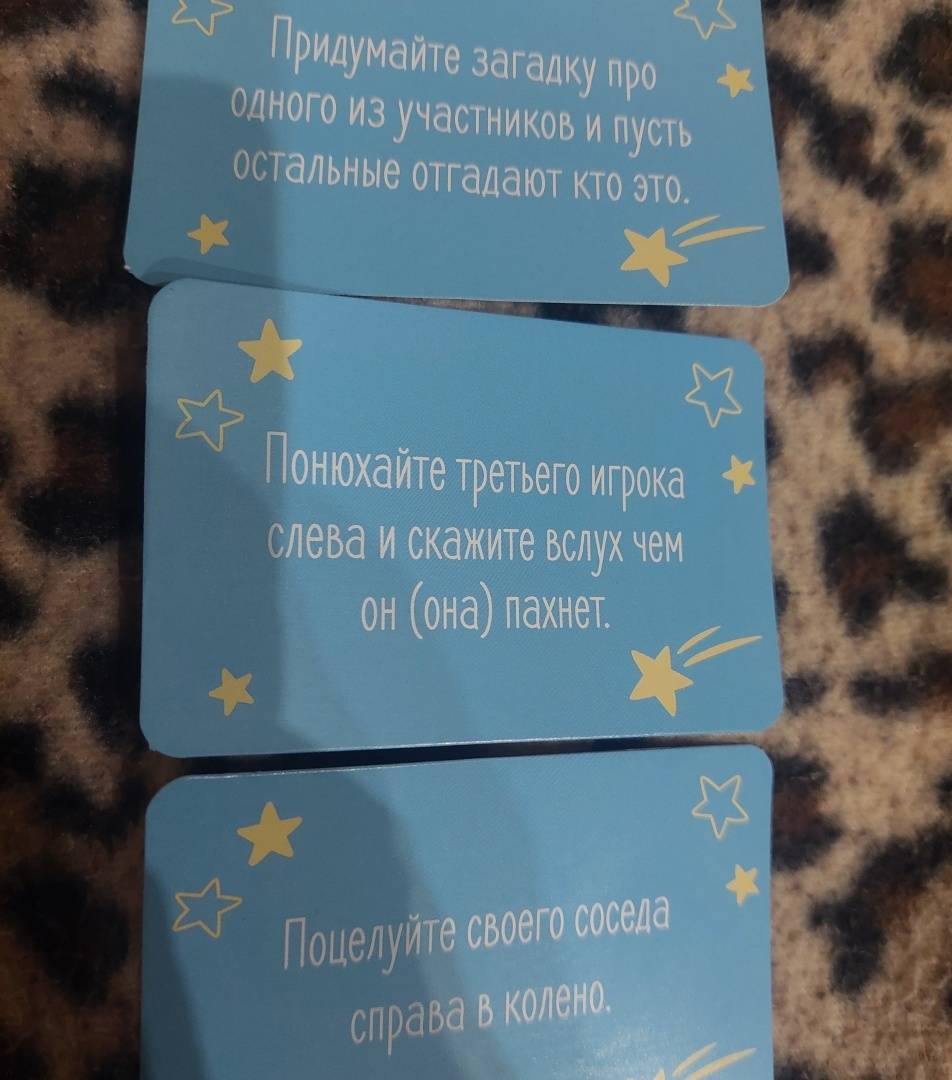 Придумайте загадку про
одного из участников и пусть
остальные отгадают кто это.
Понюхайте третьего игрока
слева и скажите вслух чем
он (она) пахнет.
Поцелуйте своего соседа
справа в колено.